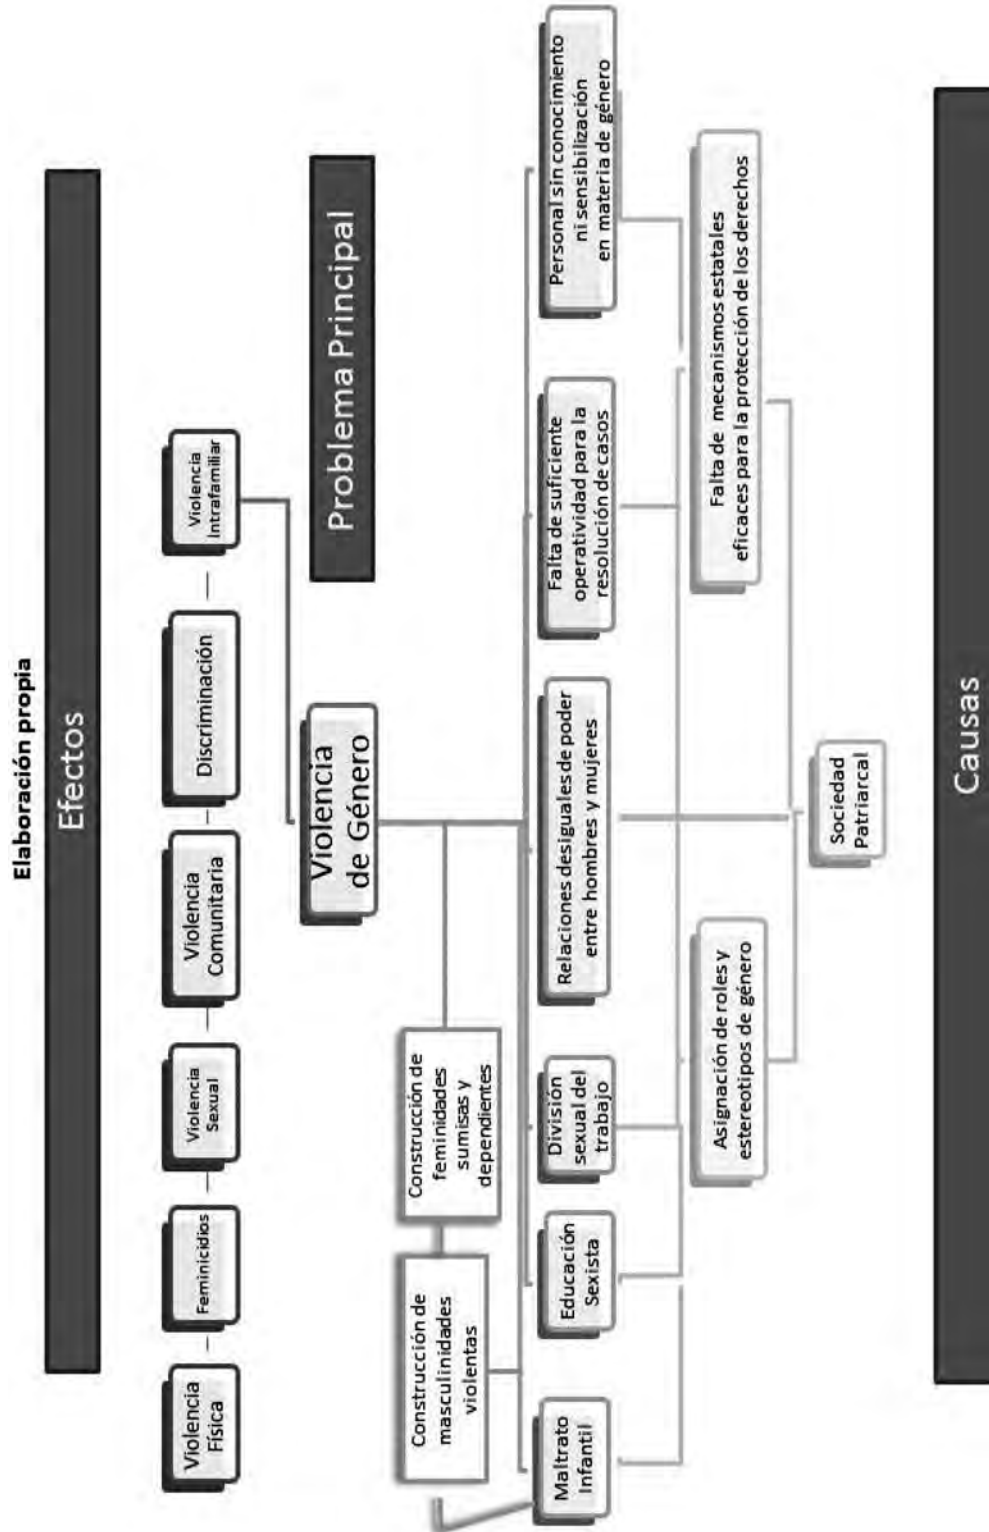 Elaboración propia
Efectos
Violencia
Física
Feminicidios
Violencia
Sexual
Violencia
Comunitaria
Discriminación
Violencia
Intrafamiliar
Violencia
de Género
Problema Principal
Construcción de
masculinidades
violentas
Construcción de
feminidades
sumisas y
dependientes
Maltrato
Infantil
Educación
Sexista
División
sexual del
trabajo
Relaciones desiguales de poder
entre hombres y mujeres
Falta de suficiente
operatividad para la
resolución de casos
Personal sin conocimiento
ni sensibilización
en materia de género
Asignación de roles y
estereotipos de género
Falta de mecanismos estatales
eficaces para la protección de los derechos
Sociedad
Patriarcal
Causas